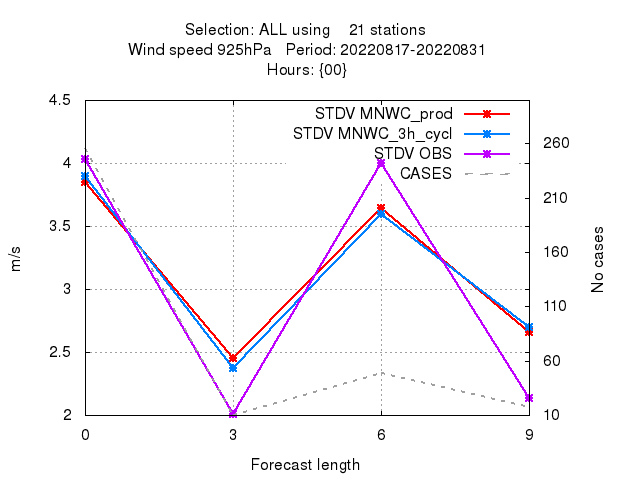 Selection: ALL using 21 stations
Wind speed 925hPa Period: 20220817-20220831
Hours: {00}
STDV MNWC_prod
STDV MNWC_3h_cycl
STDV OBS
CASES
4.5
4
3.5
3
2.5
2
m/s
260
210
160
110
60
10
No cases
0 3 6 9
Forecast length